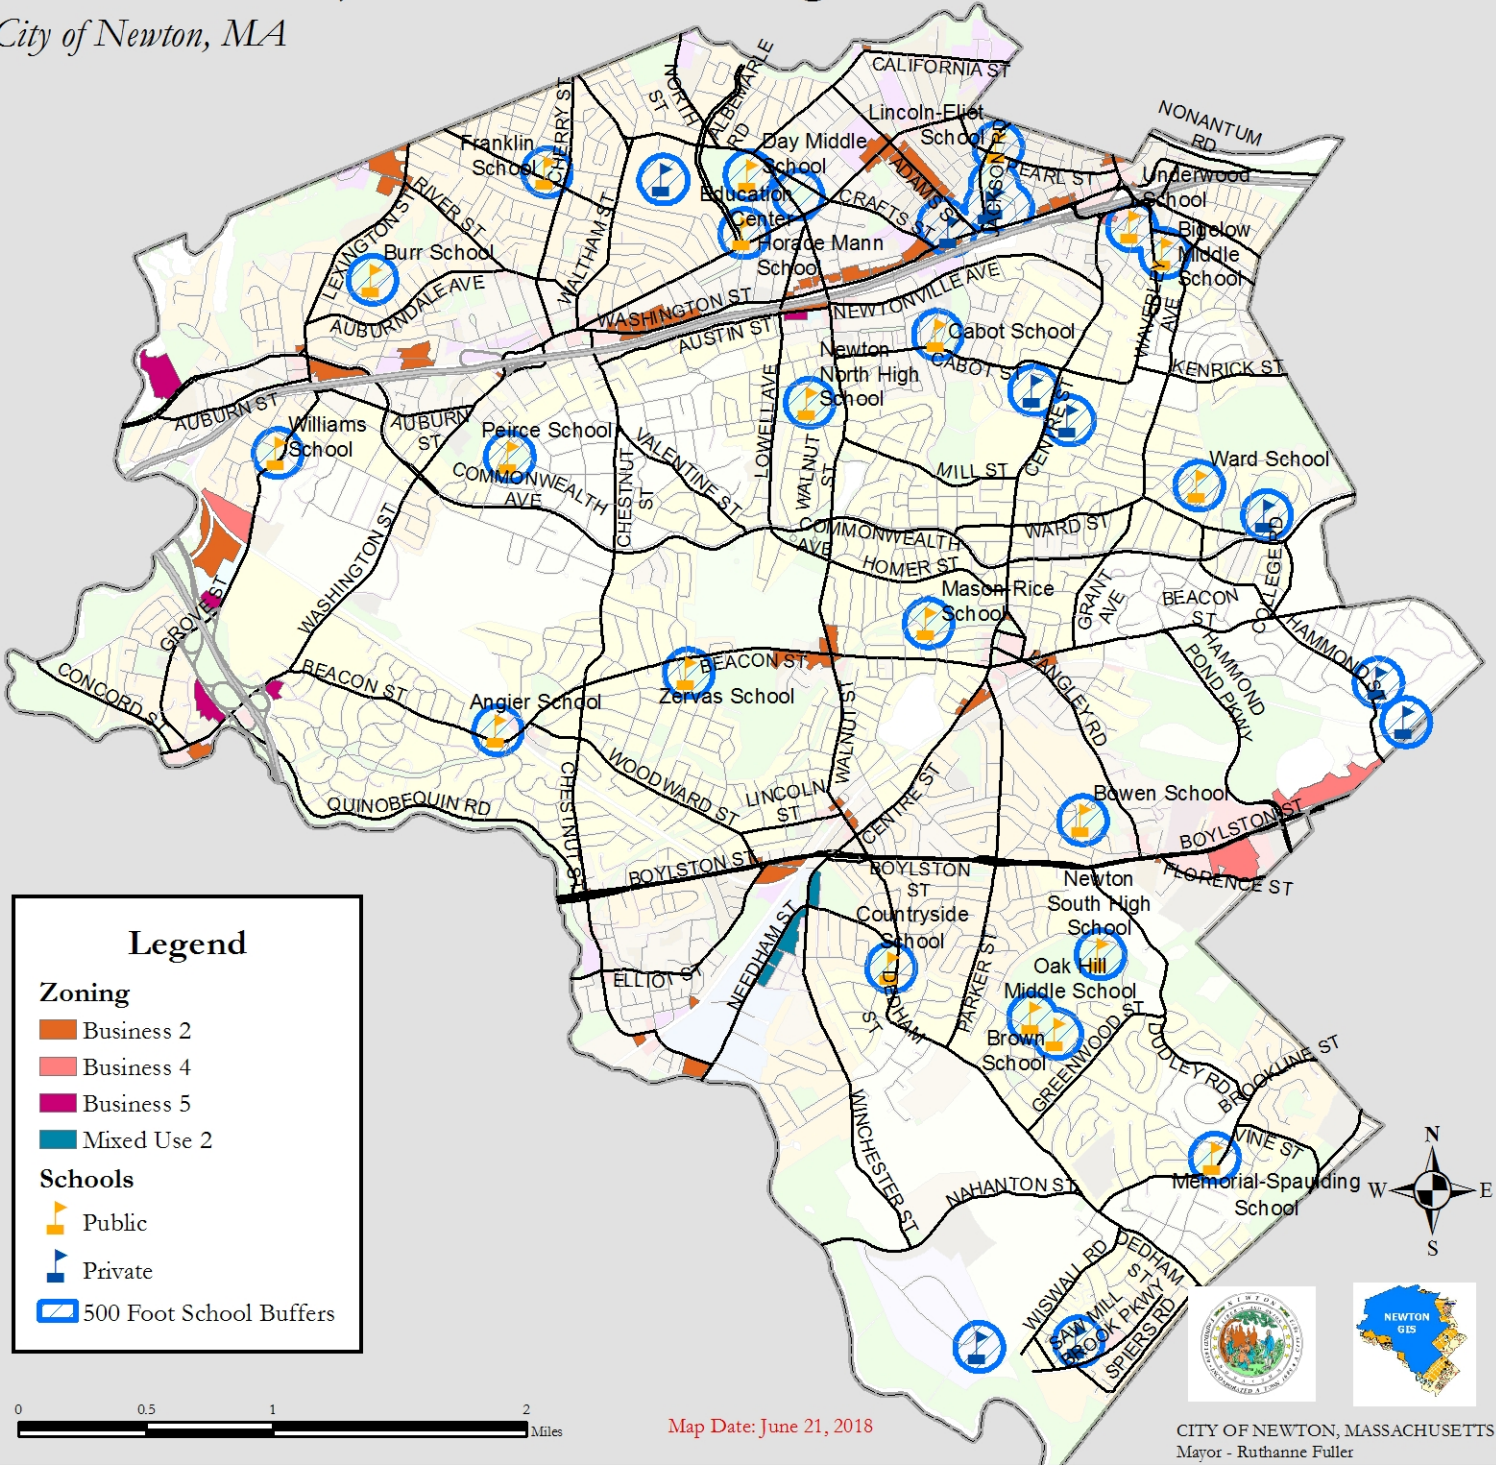 City of Newton, MA
CALIFORNIA ST
NORTH ST
ALBEMARLE RD
CHERRY ST
NONANTUM RD
Lincoln-Eliot School
Franklin School
Day Middle School
JACKSON RD
PEARL ST
Underwood School
ADAMS ST
Education Center
CRAFTS ST
RIVER ST
LEXINGTON ST
WALTHAM ST
Horace Mann School
Bigelow Middle School
Burr School
AUBURNDALE AVE
WASHINGTON ST
AUSTIN ST
NEWTONVILLE AVE
WAVERLEY AVE
Cabot School
CABOT ST
KENRICK ST
Newton North High School
AUBURN ST
AUBURN ST
Williams School
Peirce School
COMMONWEALTH AVE
CHESTNUT ST
VALENTINE ST
LOWELL AVE
WALNUT ST
MILL ST
CENTRE ST
Ward School
WARD ST
COMMONWEALTH AVE
HOMER ST
COLLEGE RD
WASHINGTON ST
GROVE ST
Mason-Rice School
GRANT AVE
BEACON ST
HAMMOND ST
HAMMOND POND PKWY
CONCORD ST
BEACON ST
BEACON ST
Angier School
Zervas School
LANGLEY RD
WALNUT ST
WOODWARD ST
LINCOLN ST
CENTRE ST
CHESTNUT ST
QUINOBEQUIN RD
Bowen School
BOYLSTON ST
BOYLSTON ST
BOYLSTON ST
FLORENCE ST
Newton South High School
Countryside School
NEEDHAM ST
ELLIOT ST
DEDHAM ST
PARKER ST
Oak Hill Middle School
Brown School
GREENWOOD ST
DUDLEY RD
BROOKLINE ST
VINE ST
WINCHESTER ST
NAHANTON ST
Memorial-Spaulding School
DEDHAM ST
WISWALL RD
SAW MILL BROOK PKWY
SPIERS RD
Legend
Zoning
Business 2
Business 4
Business 5
Mixed Use 2
Schools
Public
Private
500 Foot School Buffers
N
W
E
S
NEWTON
GIS
0 0.5 1 2
Miles
Map Date: June 21, 2018
CITY OF NEWTON, MASSACHUSETTS
Mayor - Ruthanne Fuller